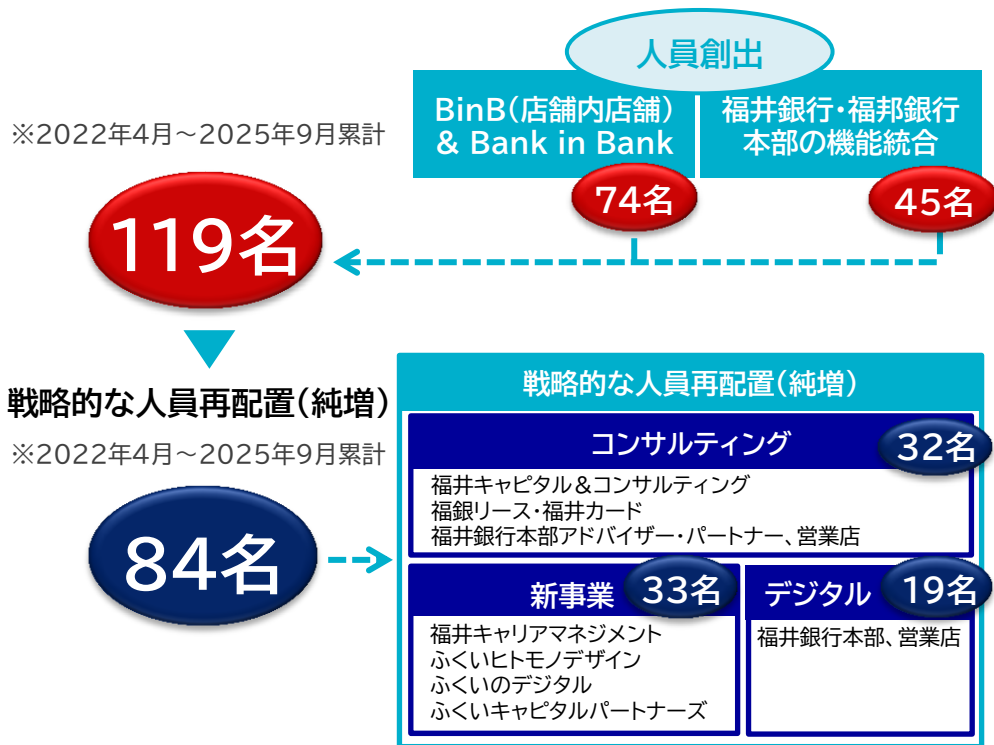 人員創出
BinB(店舗内店舗)
& Bank in Bank
福井銀行・福邦銀行
本部の機能統合
74名
45名
※2022年4月～2025年9月累計
119名
戦略的な人員再配置(純増)
※2022年4月～2025年9月累計
84名
戦略的な人員再配置(純増)
コンサルティング
32名
福井キャピタル&コンサルティング
福銀リース・福井カード
福井銀行本部アドバイザー・パートナー、営業店
新事業
33名
福井キャリアマネジメント
ふくいヒトモノデザイン
ふくいのデジタル
ふくいキャピタルパートナーズ
デジタル
19名
福井銀行本部、営業店